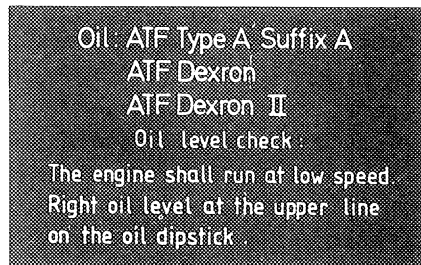 Oil: ATF Type A Suffix A
ATF Dexron
ATF Dexron II
Oil level check:
The engine shall run at low speed.
Right oil level at the upper line
on the oil dipstick.